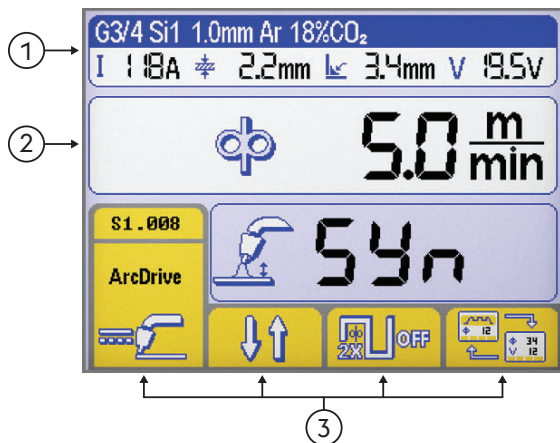 G3/4 Si1 1.0mm Ar 18%CO₂
I 118A 2.2mm 3.4mm V 19.5V
1
2
5.0 m/min
S1.008
Syn
ArcDrive
2X OFF
12
34
V 12
3